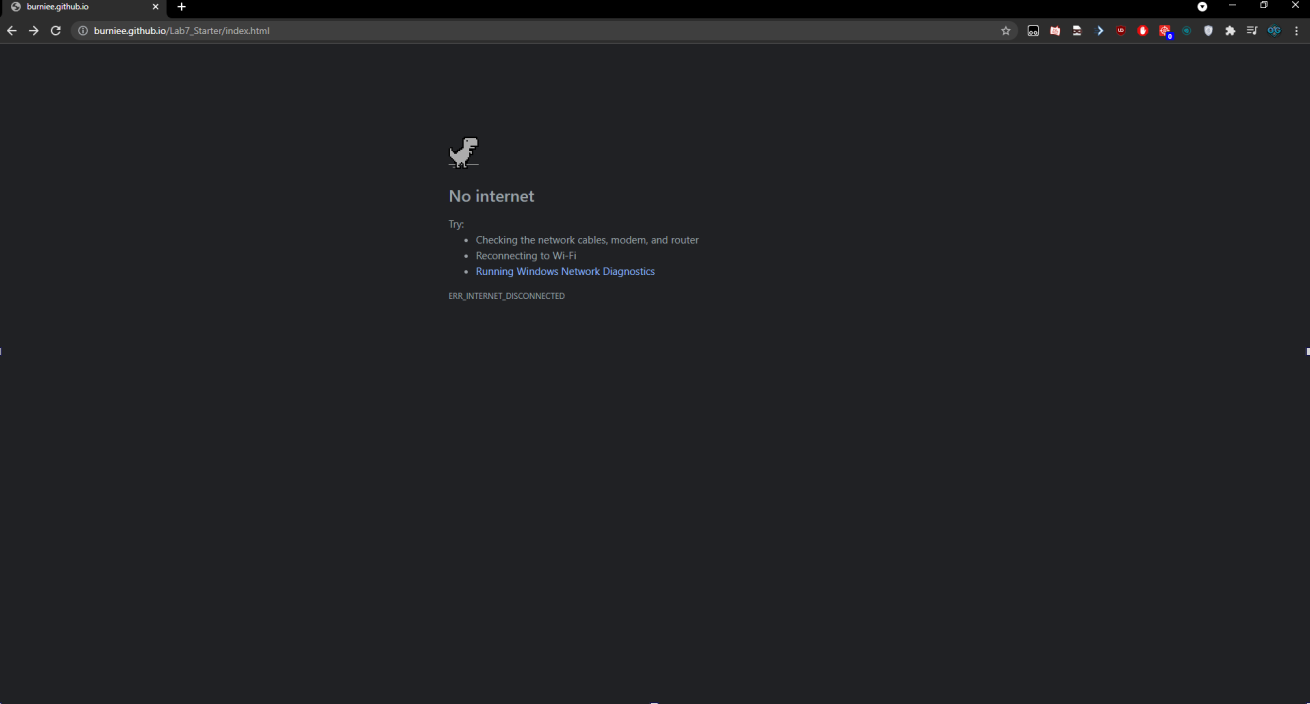 burniee.github.io
burniee.github.io/Lab7_Starter/index.html
0
No internet
Try:
Checking the network cables, modem, and router
Reconnecting to Wi-Fi
Running Windows Network Diagnostics
ERR_INTERNET_DISCONNECTED